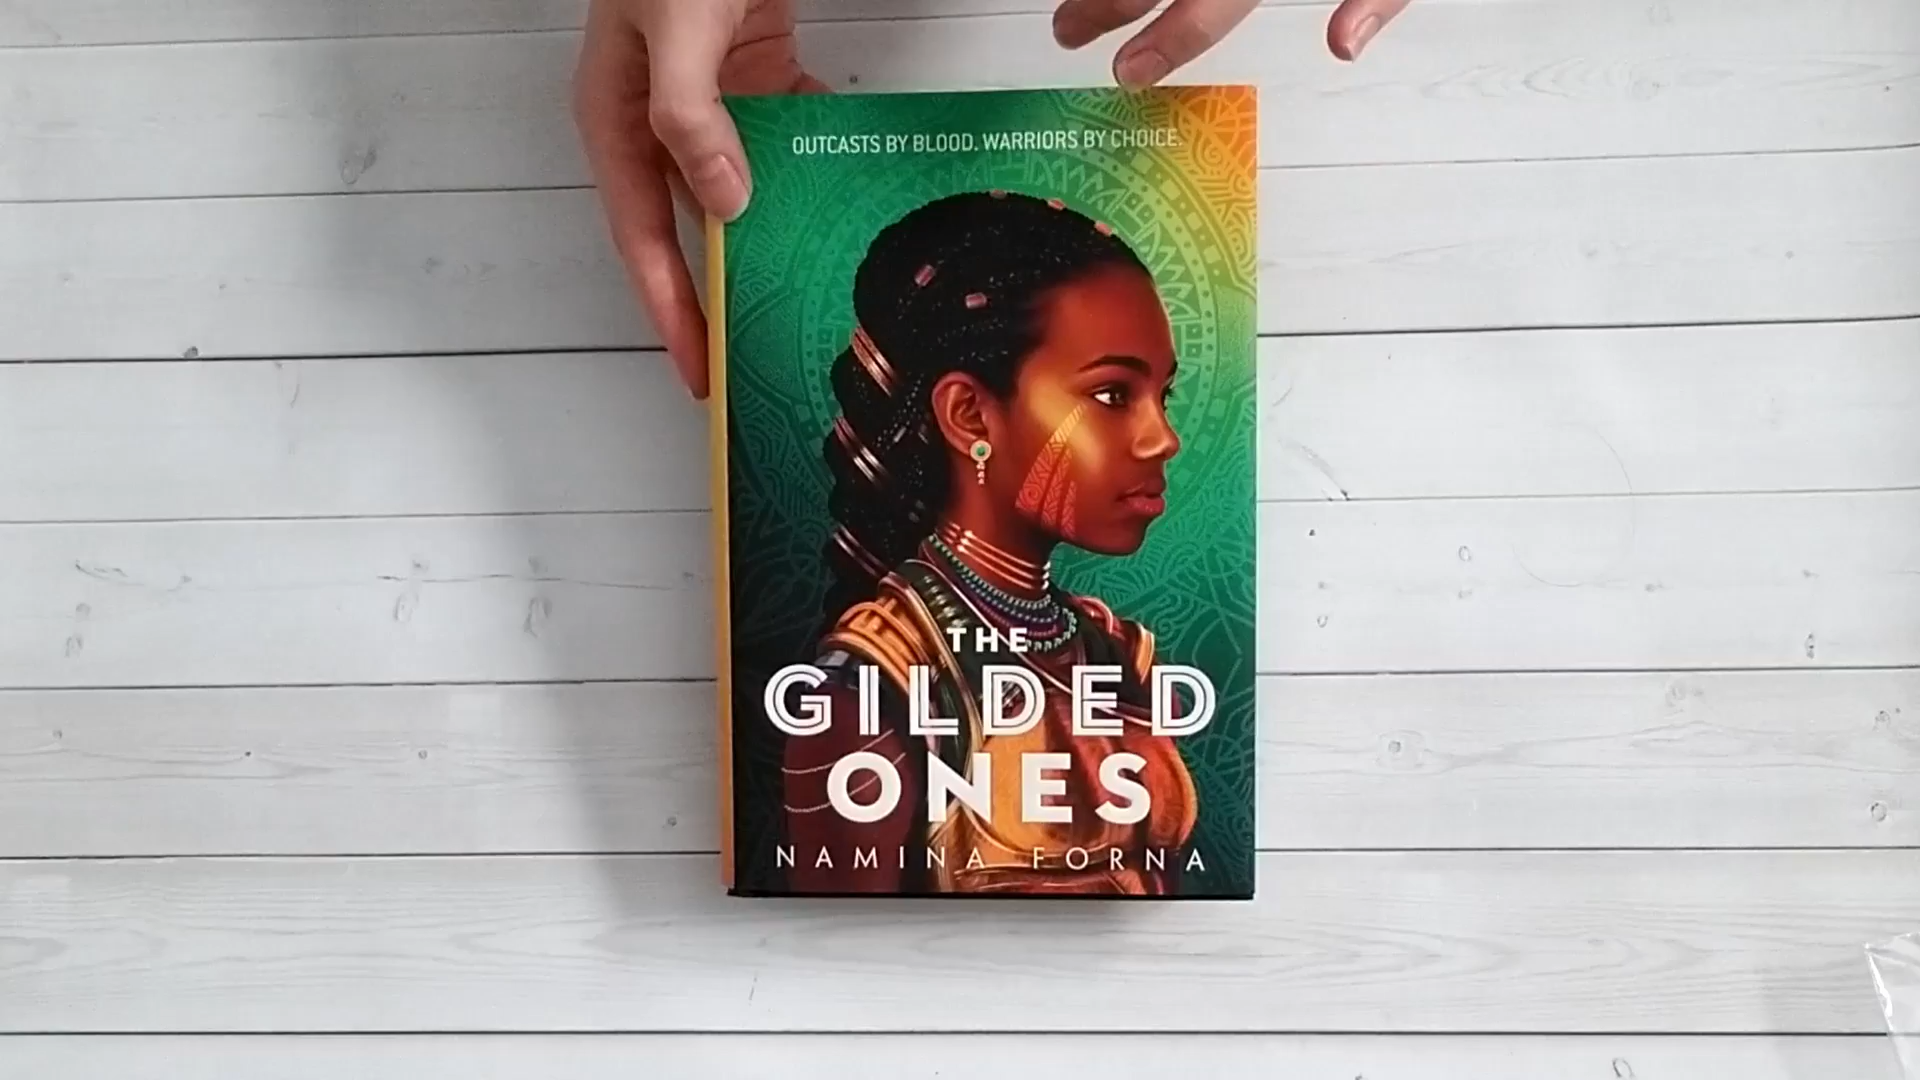 OUTCASTS BY BLOOD. WARRIORS BY CHOICE.
THE
GILDED
ONES
NAMINA FORNA